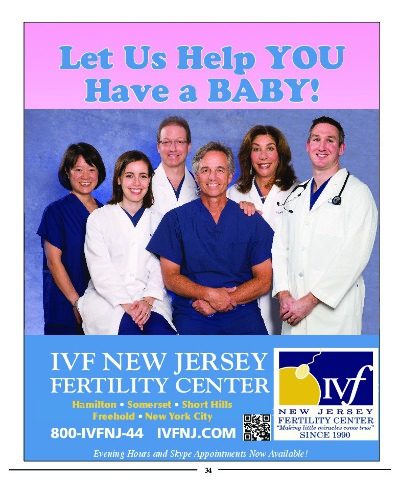 Let Us Help YOU
Have a BABY!
IVF NEW JERSEY
FERTILITY CENTER
Hamilton • Somerset • Short Hills
Freehold • New York City
800-IVFNJ-44 IVFNJ.COM
IVf
NEW JERSEY
FERTILITY CENTER
"Making little miracles come true"
SINCE 1990
Evening Hours and Skype Appointments Now Available!
34